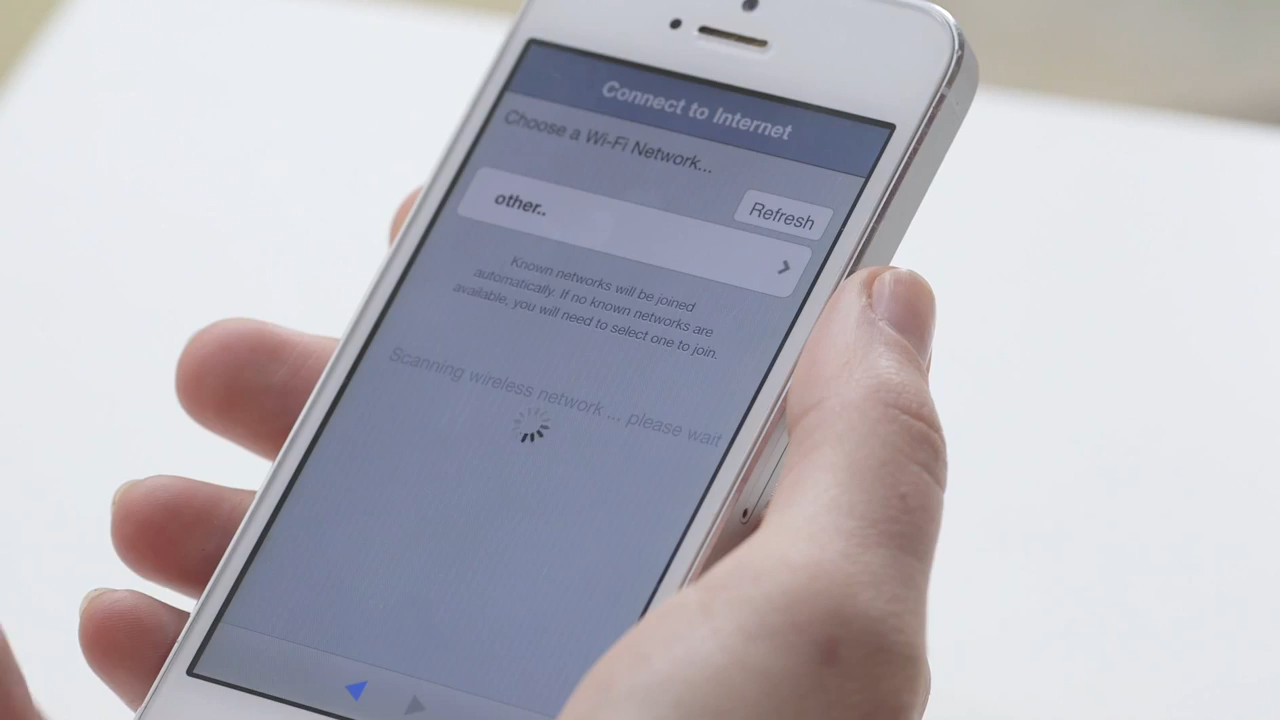 Connect to Internet
Choose a Wi-Fi Network...
Refresh
other..
Known networks will be joined
automatically. If no known networks are
available, you will need to select one to join.
Scanning wireless network ... please wait